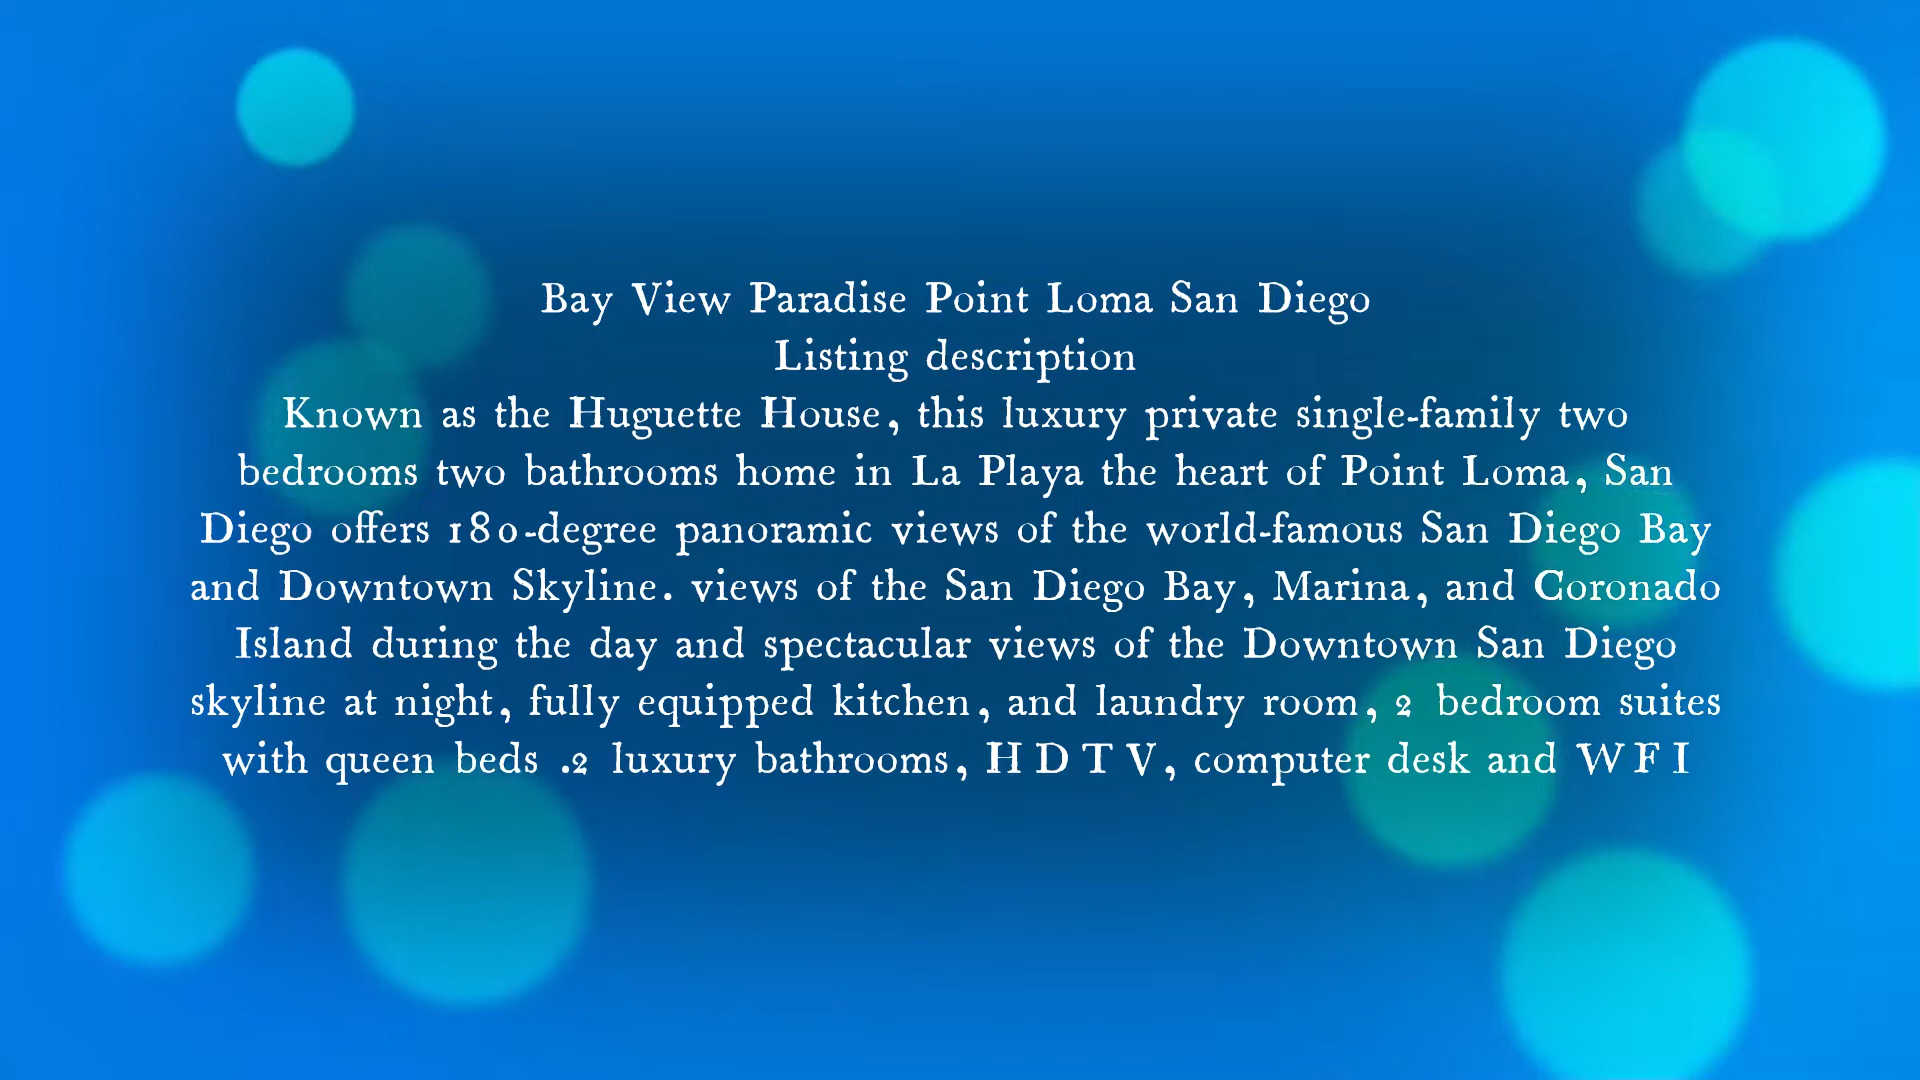 Bay View Paradise Point Loma San Diego
Listing description
Known as the Huguette House, this luxury private single-family two
bedrooms two bathrooms home in La Playa the heart of Point Loma, San
Diego offers 180-degree panoramic views of the world-famous San Diego Bay
and Downtown Skyline. views of the San Diego Bay, Marina, and Coronado
Island during the day and spectacular views of the Downtown San Diego
skyline at night, fully equipped kitchen, and laundry room, 2 bedroom suites
with queen beds .2 luxury bathrooms, HDTV, computer desk and WFI